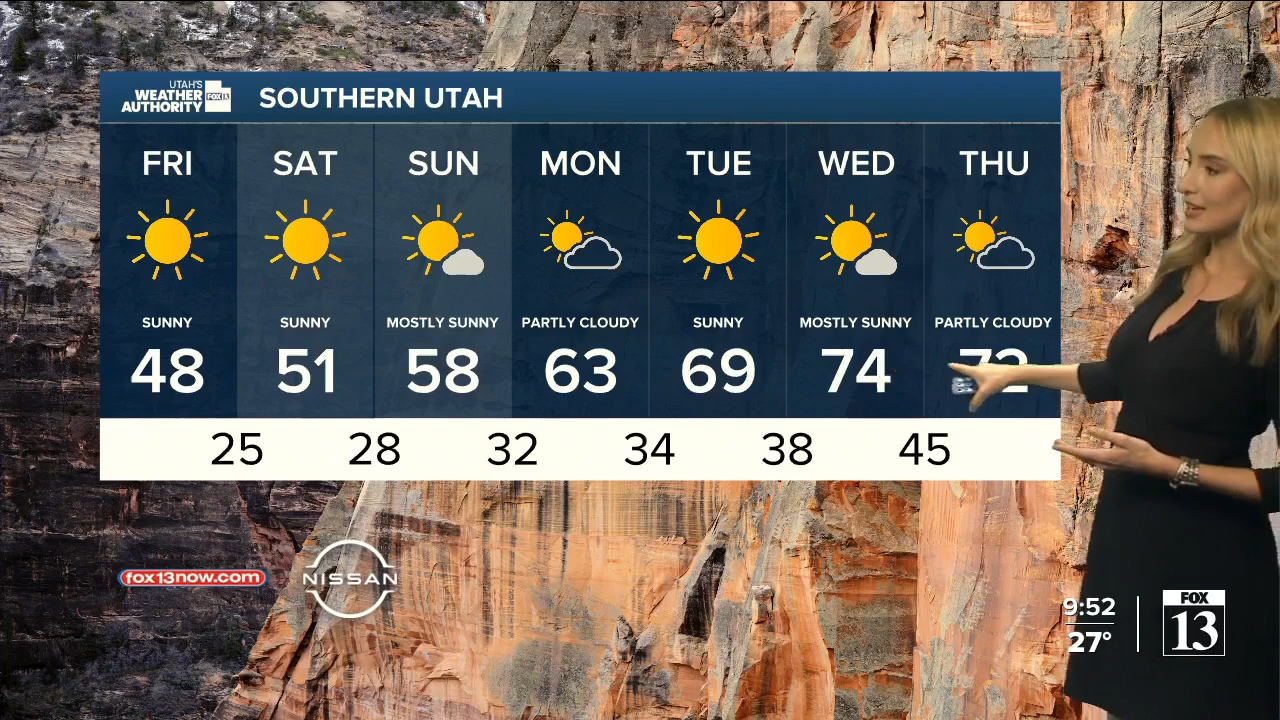 UTAH'S
WEATHER
AUTHORITY FOX 13
SOUTHERN UTAH
FRI SAT SUN MON TUE WED THU
SUNNY SUNNY MOSTLY SUNNY PARTLY CLOUDY SUNNY MOSTLY SUNNY PARTLY CLOUDY
48 51 58 63 69 74 72
25 28 32 34 38 45
fox13now.com
NISSAN
9:52
27°
FOX
13